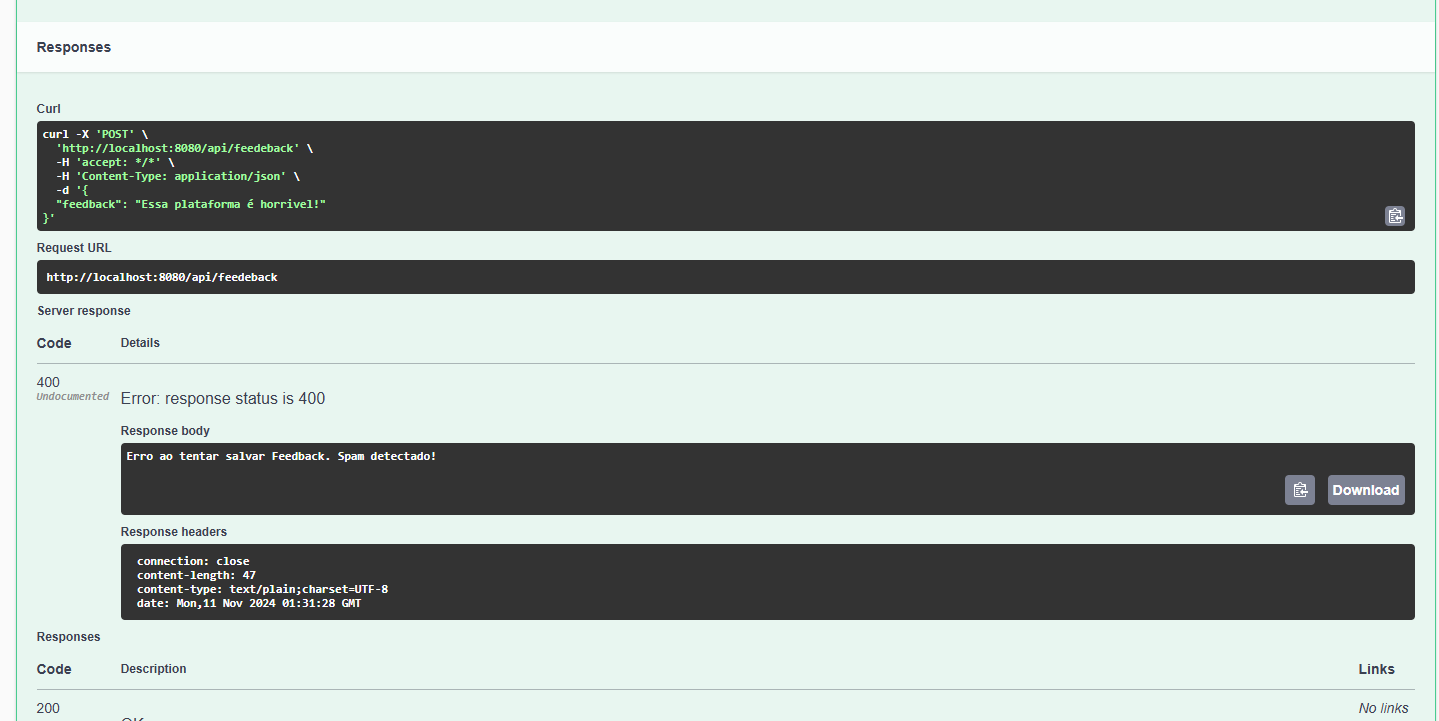 Responses
Curl
curl -X 'POST' \
'http://localhost:8080/api/feedeback' \
-H 'accept: */*' \
-H 'Content-Type: application/json' \
-d '{
"feedback": "Essa plataforma é horrivel!"
}'
Request URL
http://localhost:8080/api/feedeback
Server response
Code Details
400
Undocumented
Error: response status is 400
Response body
Erro ao tentar salvar Feedback. Spam detectado!
Download
Response headers
connection: close
content-length: 47
content-type: text/plain;charset=UTF-8
date: Mon,11 Nov 2024 01:31:28 GMT
Responses
Code Description Links
200 No links